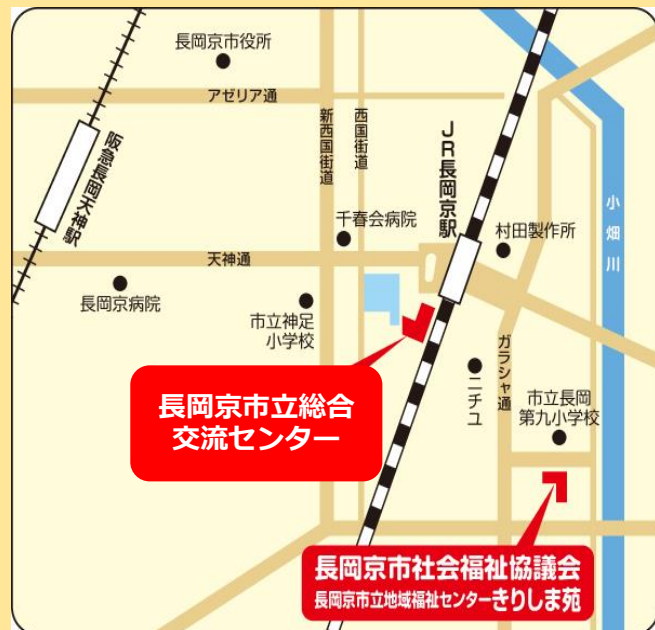 長岡京市役所
アゼリア通
阪急長岡天神駅
新西国街道
西国街道
JR長岡京駅
小畑川
千春会病院
村田製作所
天神通
長岡京病院
市立神足
小学校
ガラシャ通
ニチユ
市立長岡
第九小学校
長岡京市立総合
交流センター
長岡京市社会福祉協議会
長岡京市立地域福祉センターきりしま苑